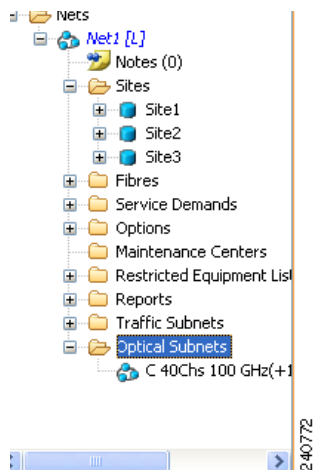 Nets
Net1 [L]
Notes (0)
Sites
Site1
Site2
Site3
Fibres
Service Demands
Options
Maintenance Centers
Restricted Equipment Lis
Reports
Traffic Subnets
Optical Subnets
C 40Chs 100 GHz(+1
240772